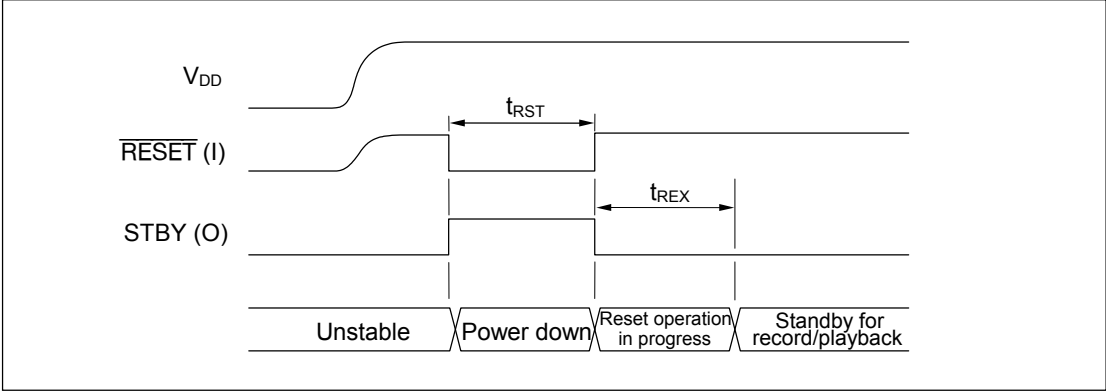 VDD
tRST
RESET (I)
tREX
STBY (O)
Unstable
Power down
Reset operation
in progress
Standby for
record/playback